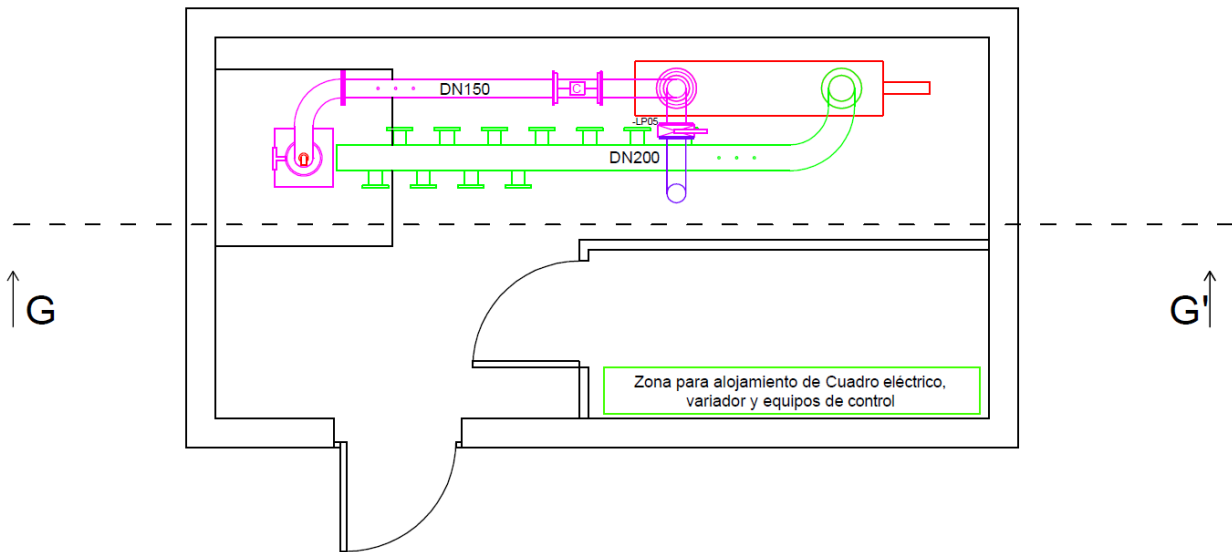 DN150
C
-LP05
DN200
G
G'
Zona para alojamiento de Cuadro eléctrico,
variador y equipos de control